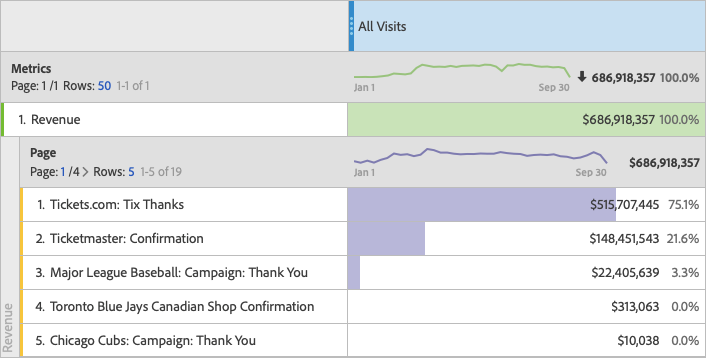 All Visits
Metrics
Page: 1 /1 Rows: 50 1-1 of 1
Jan 1 Sep 30
686,918,357 100.0%
1. Revenue $686,918,357 100.0%
Page
Page: 1 /4 > Rows: 5 1-5 of 19
Jan 1 Sep 30
$686,918,357
Revenue
1. Tickets.com: Tix Thanks $515,707,445 75.1%
2. Ticketmaster: Confirmation $148,451,543 21.6%
3. Major League Baseball: Campaign: Thank You $22,405,639 3.3%
4. Toronto Blue Jays Canadian Shop Confirmation $313,063 0.0%
5. Chicago Cubs: Campaign: Thank You $10,038 0.0%